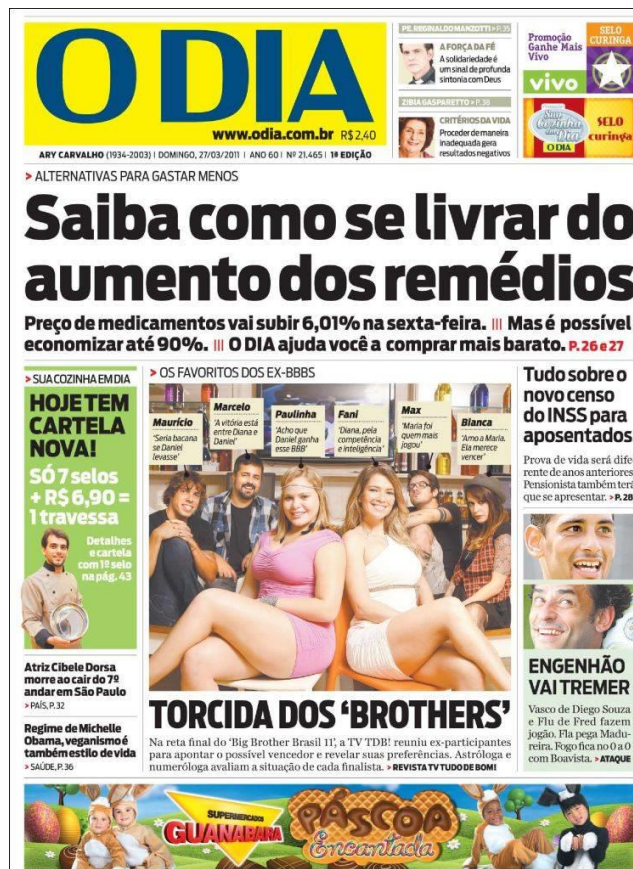 O DIA
www.odia.com.br R$ 2,40
ARY CARVALHO (1934-2003) | DOMINGO, 27/03/2011 | ANO 60 | Nº 21.465 | 1ª EDIÇÃO
PE. REGINALDO MANZOTTI > P. 35
A FORÇA DA FÉ
A solidariedade é
um sinal de profunda
sintonia com Deus
ZIBIA GASPARETTO > P. 38
CRITÉRIOS DA VIDA
Proceder de maneira
inadequada gera
resultados negativos
Promoção
Ganhe Mais
Vivo
vivo
SELO
CURINGA
Sua
Cozinha
em Dia
O DIA
SELO
curinga
> ALTERNATIVAS PARA GASTAR MENOS
Saiba como se livrar do
aumento dos remédios
Preço de medicamentos vai subir 6,01% na sexta-feira. ||| Mas é possível
economizar até 90%. ||| O DIA ajuda você a comprar mais barato. P. 26 e 27
> SUA COZINHA EM DIA
HOJE TEM
CARTELA
NOVA!
SÓ 7 selos
+ R$ 6,90 =
1 travessa
Detalhes
e cartela
com 1º selo
na pág. 43
Atriz Cibele Dorsa
morre ao cair do 7º
andar em São Paulo
> PAÍS, P. 32
Regime de Michelle
Obama, veganismo é
também estilo de vida
> SAÚDE, P. 36
> OS FAVORITOS DOS EX-BBBS
Maurício
'Seria bacana
se Daniel
levasse'
Marcelo
'A vitória está
entre Diana e
Daniel'
Paulinha
'Acho que
Daniel ganha
esse BBB'
Fani
'Diana, pela
competência
e inteligência'
Max
'Maria foi
quem mais
jogou'
Bianca
'Amo a Maria.
Ela merece
vencer'
TORCIDA DOS 'BROTHERS'
Na reta final do 'Big Brother Brasil 11', a TV TDB! reuniu ex-participantes
para apontar o possível vencedor e revelar suas preferências. Astróloga e
numeróloga avaliam a situação de cada finalista. > REVISTA TV TUDO DE BOM!
Tudo sobre o
novo censo
do INSS para
aposentados
Prova de vida será dife
rente de anos anteriores
Pensionista também terá
que se apresentar. > P. 28
ENGENHÃO
VAI TREMER
Vasco de Diego Souza
e Flu de Fred fazem
jogão. Fla pega Madu-
reira. Fogo fica no 0 a 0
com Boavista. > ATAQUE
SUPERMERCADOS
GUANABARA
PÁSCOA
Encantada